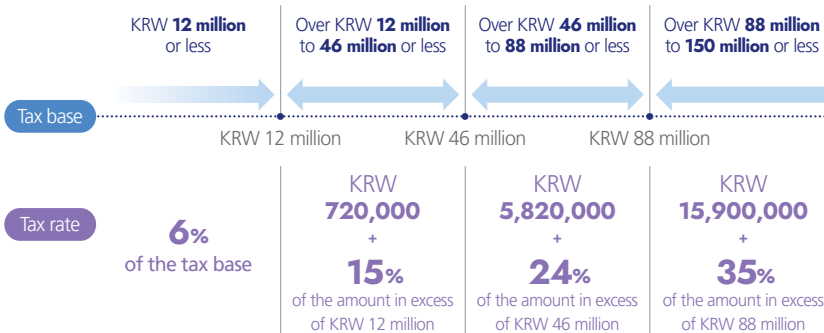 KRW 12 million
or less
Over KRW 12 million
to 46 million or less
Over KRW 46 million
to 88 million or less
Over KRW 88 million
to 150 million or less
Tax base
KRW 12 million
KRW 46 million
KRW 88 million
Tax rate
6%
of the tax base
KRW
720,000
+
15%
of the amount in excess
of KRW 12 million
KRW
5,820,000
+
24%
of the amount in excess
of KRW 46 million
KRW
15,900,000
+
35%
of the amount in excess
of KRW 88 million